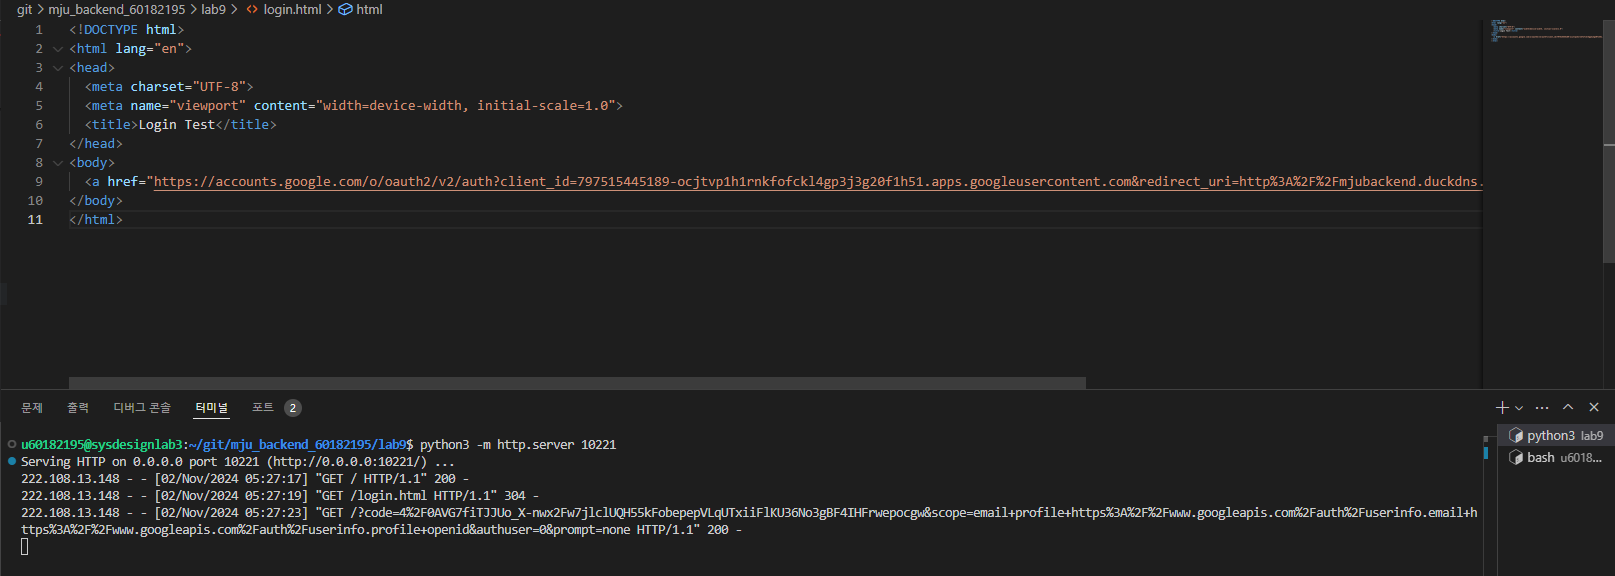 git > mju_backend_60182195 > lab9 > <> login.html > html
1 <!DOCTYPE html>
2 <html lang="en">
3 <head>
4 <meta charset="UTF-8">
5 <meta name="viewport" content="width=device-width, initial-scale=1.0">
6 <title>Login Test</title>
7 </head>
8 <body>
9 <a href="https://accounts.google.com/o/oauth2/v2/auth?client_id=797515445189-ocjtvp1h1rnkfofckl4gp3j3g20f1h51.apps.googleusercontent.com&redirect_uri=http%3A%2F%2Fmjubackend.duckdns.
10 </body>
11 </html>
문제 출력 디버그 콘솔 터미널 포트 2
u60182195@sysdesignlab3:~/git/mju_backend_60182195/lab9$ python3 -m http.server 10221
Serving HTTP on 0.0.0.0 port 10221 (http://0.0.0.0:10221/) ...
222.108.13.148 - - [02/Nov/2024 05:27:17] "GET / HTTP/1.1" 200 -
222.108.13.148 - - [02/Nov/2024 05:27:19] "GET /login.html HTTP/1.1" 304 -
222.108.13.148 - - [02/Nov/2024 05:27:23] "GET /?code=4%2F0AVG7fiTJJUo_X-nwx2Fw7jlclUQH55kFobepepVLqUTxiiFlKU36No3gBF4IHFrwepocgw&scope=email+profile+https%3A%2F%2Fwww.googleapis.com%2Fauth%2Fuserinfo.email+h
ttps%3A%2F%2Fwww.googleapis.com%2Fauth%2Fuserinfo.profile+openid&authuser=0&prompt=none HTTP/1.1" 200 -
python3 lab9
bash u6018...